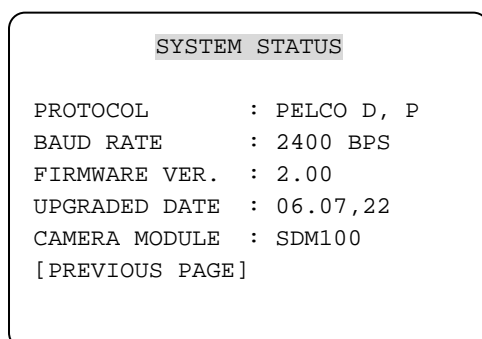 SYSTEM STATUS
PROTOCOL : PELCO D, P
BAUD RATE : 2400 BPS
FIRMWARE VER. : 2.00
UPGRADED DATE : 06.07,22
CAMERA MODULE : SDM100
[PREVIOUS PAGE]